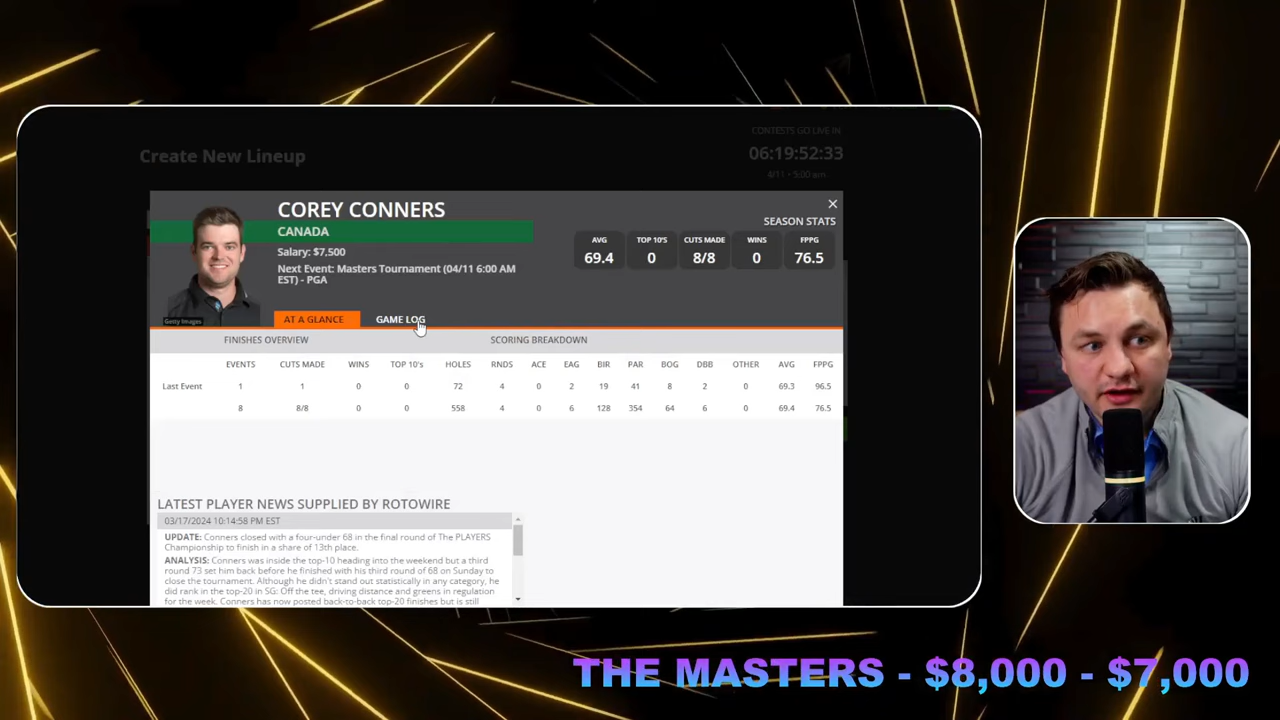 CONTESTS GO LIVE IN
Create New Lineup
06:19:52:33
4/11 • 5:00 am
COREY CONNERS
CANADA
Salary: $7,500
Next Event: Masters Tournament (04/11 6:00 AM
EST) - PGA
SEASON STATS
AVG TOP 10'S CUTS MADE WINS FPPG
69.4 0 8/8 0 76.5
Getty Images
AT A GLANCE GAME LOG
FINISHES OVERVIEW SCORING BREAKDOWN
EVENTS CUTS MADE WINS TOP 10's HOLES RNDS ACE EAG BIR PAR BOG DBB OTHER AVG FPPG
Last Event 1 1 0 0 72 4 0 2 19 41 8 2 0 69.3 96.5
8 8/8 0 0 558 4 0 6 128 354 64 6 0 69.4 76.5
LATEST PLAYER NEWS SUPPLIED BY ROTOWIRE
03/17/2024 10:14:58 PM EST
UPDATE: Conners closed with a four-under 68 in the final round of The PLAYERS
Championship to finish in a share of 13th place.
ANALYSIS: Conners was inside the top-10 heading into the weekend but a third
round 73 set him back before he finished with his third round of 68 on Sunday to
close the tournament. Although he didn't stand out statistically in any category, he
did rank in the top-20 in SG: Off the tee, driving distance and greens in regulation
for the week. Conners has now posted back-to-back top-20 finishes but is still
THE MASTERS - $8,000 - $7,000